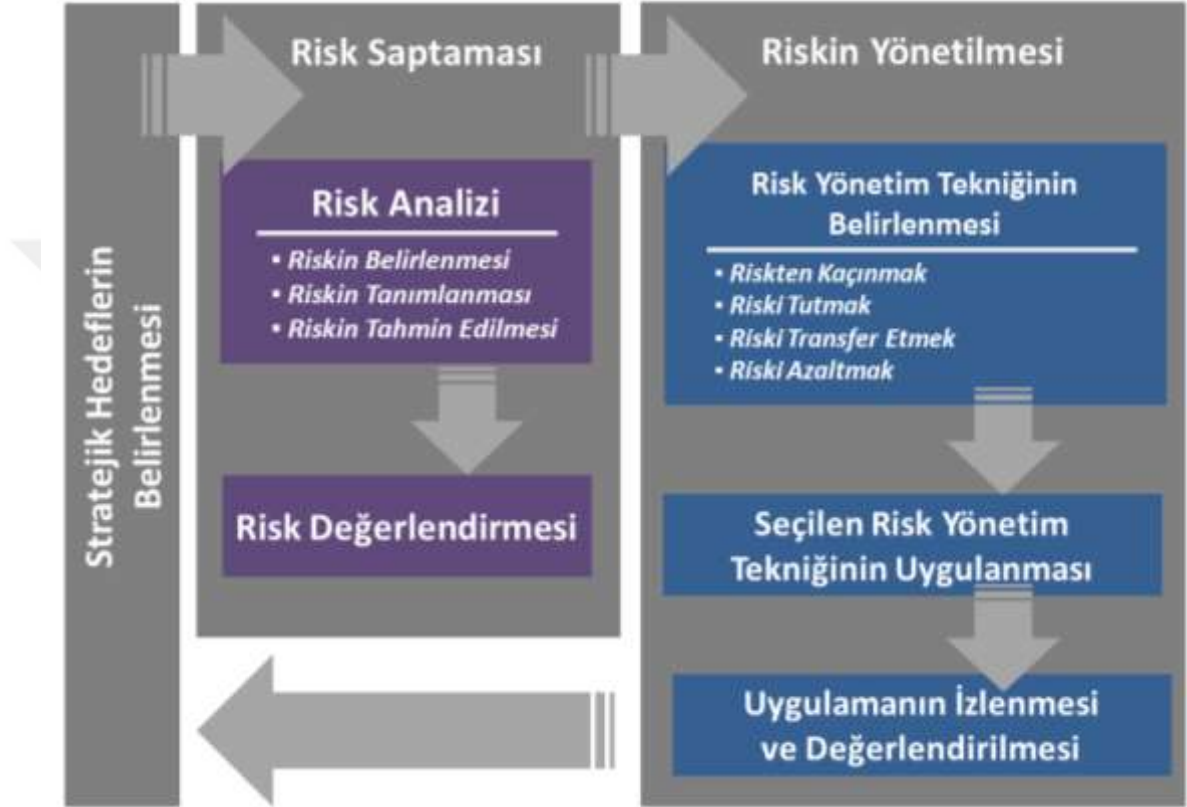 Stratejik Hedeflerin
Belirlenmesi
Risk Saptaması
Risk Analizi
▪ Riskin Belirlenmesi
▪ Riskin Tanımlanması
▪ Riskin Tahmin Edilmesi
Risk Değerlendirmesi
Riskin Yönetilmesi
Risk Yönetim Tekniğinin
Belirlenmesi
▪ Riskten Kaçınmak
▪ Riski Tutmak
▪ Riski Transfer Etmek
▪ Riski Azaltmak
Seçilen Risk Yönetim
Tekniğinin Uygulanması
Uygulamanın İzlenmesi
ve Değerlendirilmesi